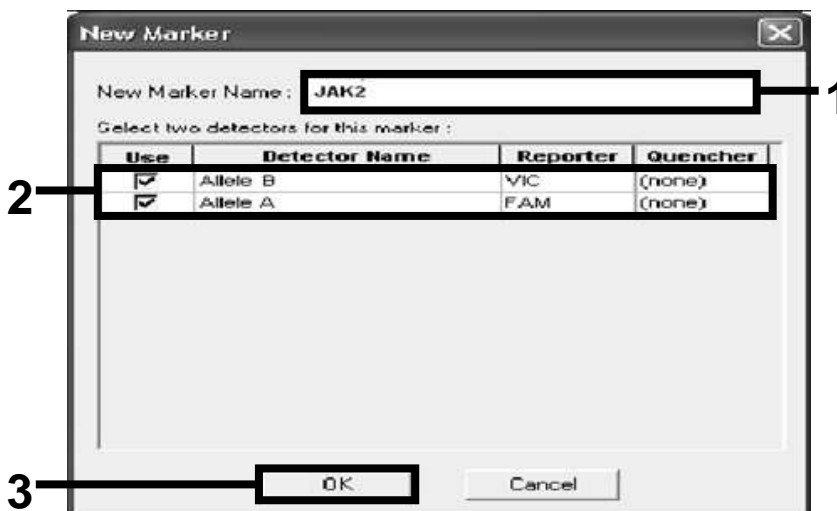 New Marker
New Marker Name : JAK2 1
Select two detectors for this marker :
Use Detector Name Reporter Quencher
2 Allele B VIC (none)
Allele A FAM (none)
3 OK Cancel